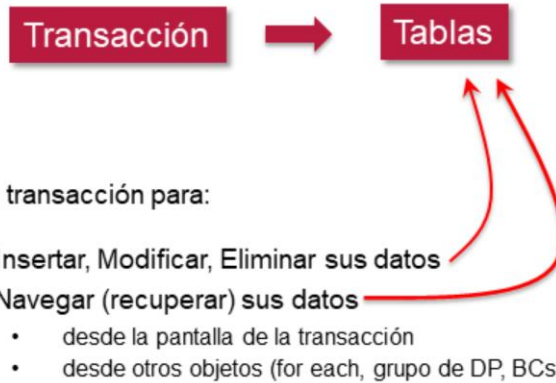 Transacción
Tablas
transacción para:
nsertar, Modificar, Eliminar sus datos
Navegar (recuperar) sus datos
• desde la pantalla de la transacción
• desde otros objetos (for each, grupo de DP, BCs